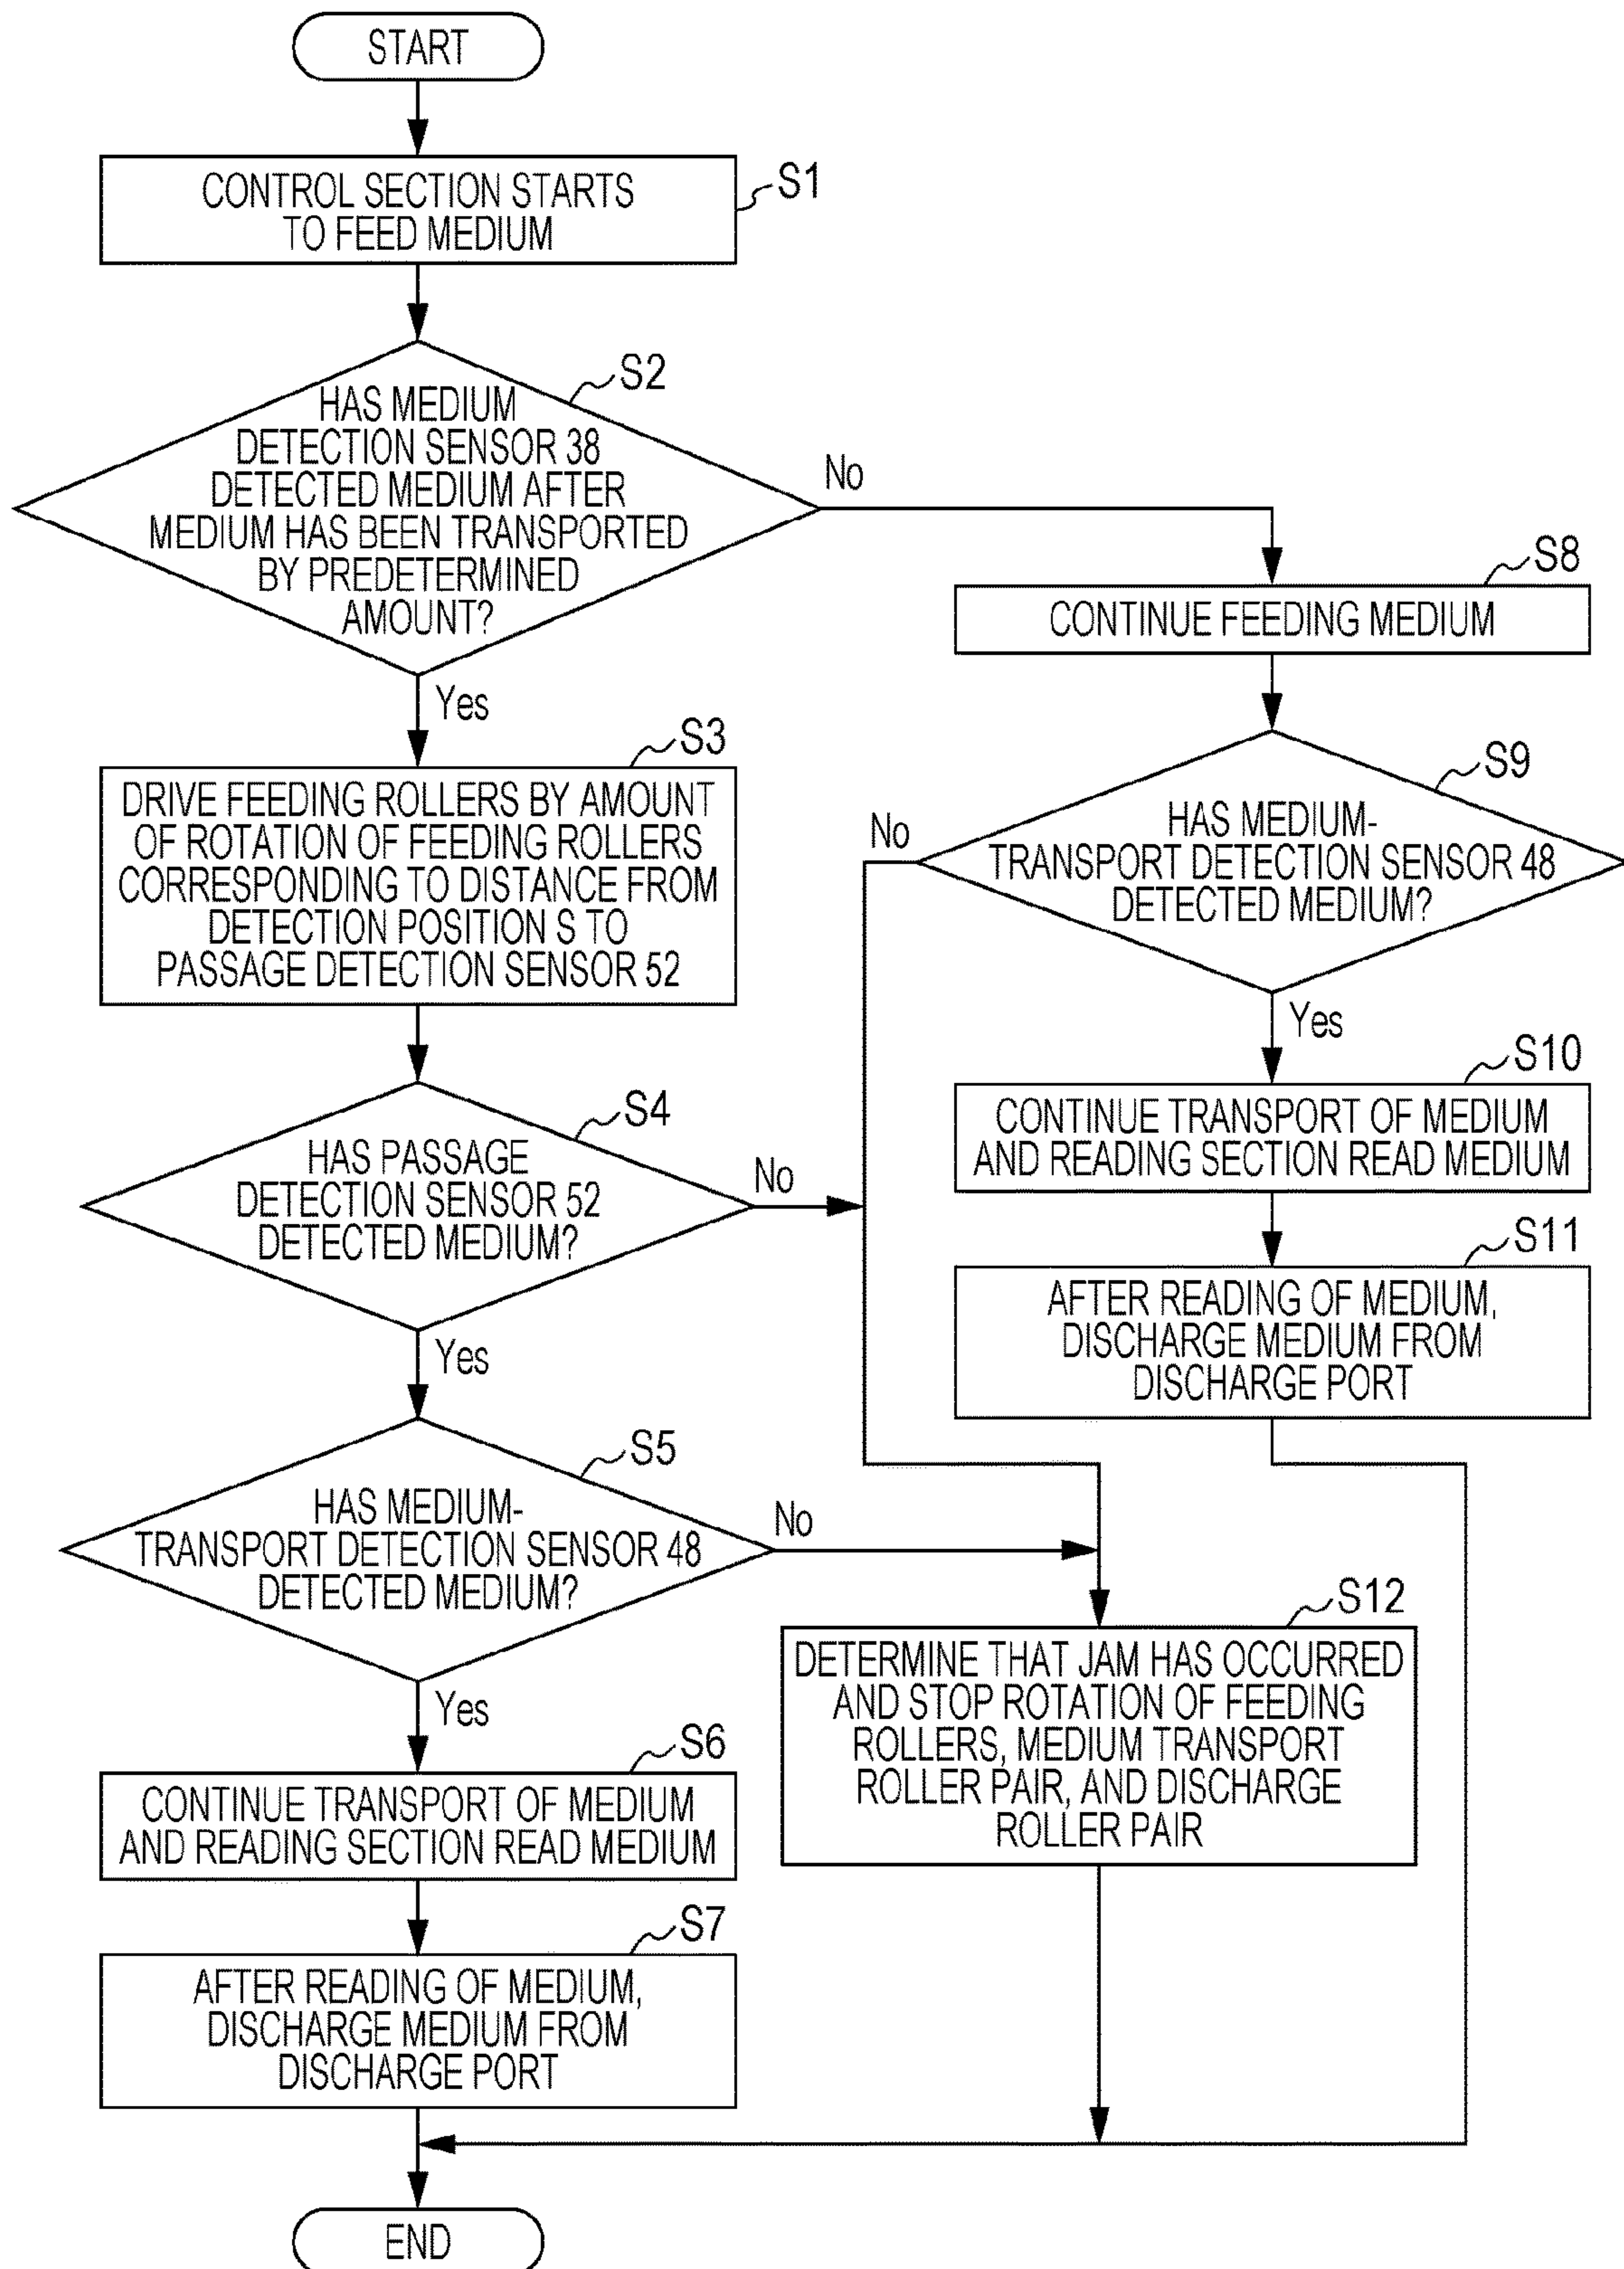 START
S1
CONTROL SECTION STARTS
TO FEED MEDIUM
S2
HAS MEDIUM
DETECTION SENSOR 38
DETECTED MEDIUM AFTER
MEDIUM HAS BEEN TRANSPORTED
BY PREDETERMINED
AMOUNT?
No
Yes
S3
DRIVE FEEDING ROLLERS BY AMOUNT
OF ROTATION OF FEEDING ROLLERS
CORRESPONDING TO DISTANCE FROM
DETECTION POSITION S TO
PASSAGE DETECTION SENSOR 52
S4
HAS PASSAGE
DETECTION SENSOR 52
DETECTED MEDIUM?
No
Yes
S5
HAS MEDIUM-
TRANSPORT DETECTION SENSOR 48
DETECTED MEDIUM?
No
Yes
S6
CONTINUE TRANSPORT OF MEDIUM
AND READING SECTION READ MEDIUM
S7
AFTER READING OF MEDIUM,
DISCHARGE MEDIUM FROM
DISCHARGE PORT
S8
CONTINUE FEEDING MEDIUM
S9
HAS MEDIUM-
TRANSPORT DETECTION SENSOR 48
DETECTED MEDIUM?
No
Yes
S10
CONTINUE TRANSPORT OF MEDIUM
AND READING SECTION READ MEDIUM
S11
AFTER READING OF MEDIUM,
DISCHARGE MEDIUM FROM
DISCHARGE PORT
S12
DETERMINE THAT JAM HAS OCCURRED
AND STOP ROTATION OF FEEDING
ROLLERS, MEDIUM TRANSPORT
ROLLER PAIR, AND DISCHARGE
ROLLER PAIR
END